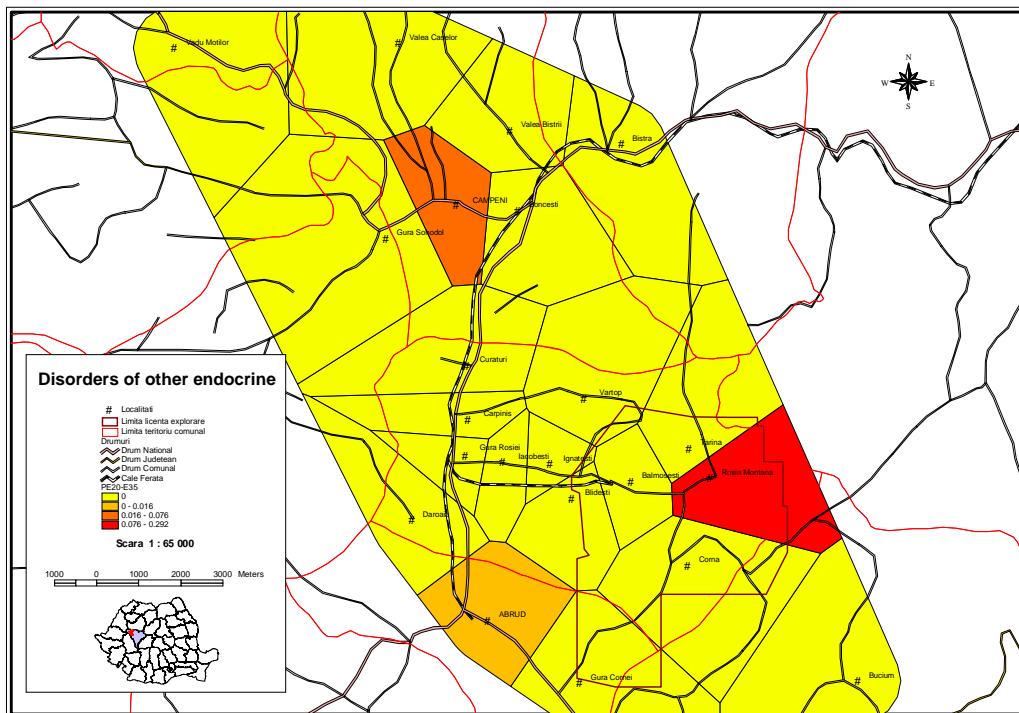 Vadu Motilor
Valea Caselor
N
W E
S
Valea Bistrii
Bistra
CAMPENI
Gura Sohodol
Curaturi
Vartop
Carpinis
Gura Rosiei
Iacobesti
Ignatesti
Tarina
Balmosesti
Rosia Montana
Blidesti
Daroaia
Corna
ABRUD
Gura Cornei
Bucium
Disorders of other endocrine
# Localitati
Limita licenta explorare
Limita teritoriu comunal
Drumuri
Drum National
Drum Judetean
Drum Comunal
Cale Ferata
PE20-E35
0
0 - 0.016
0.016 - 0.076
0.076 - 0.292
Scara 1 : 65 000
1000 0 1000 2000 3000 Meters